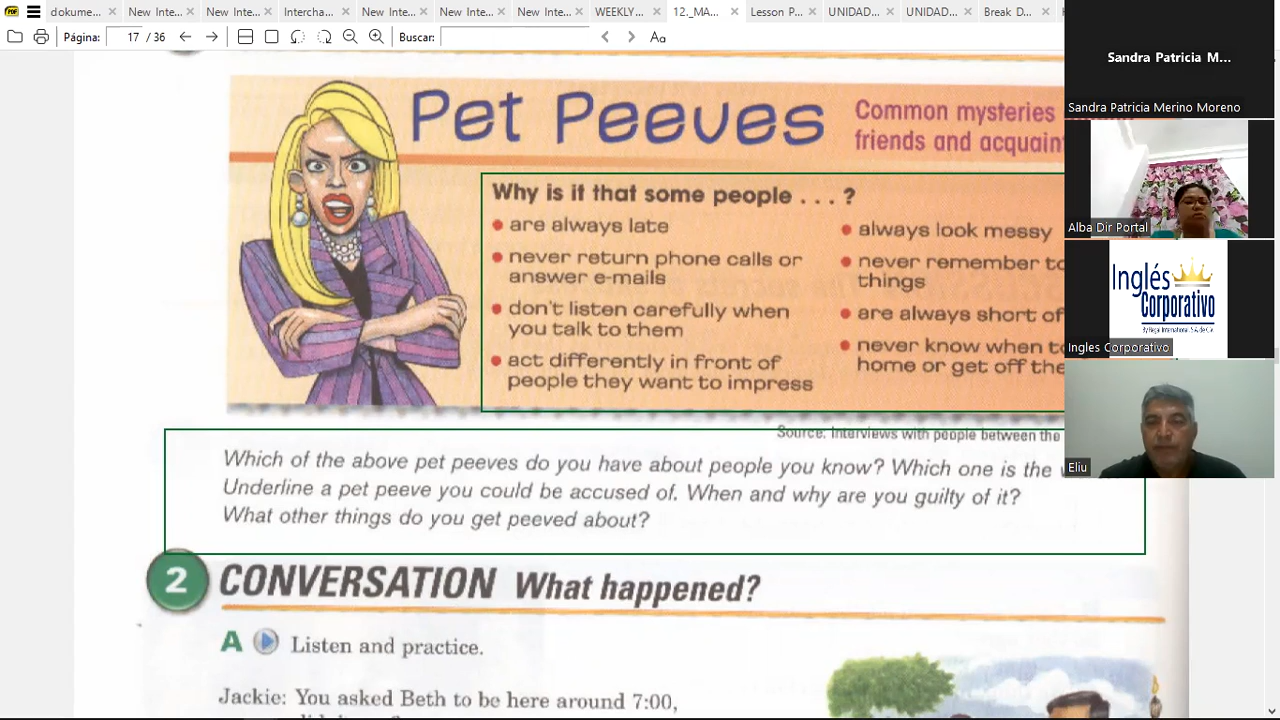 dokume...
New Inte...
New Inte...
Intercha...
New Inte...
New Inte...
New Inte...
WEEKLY...
12._MA...
Lesson P...
UNIDAD...
UNIDAD...
Break D...
Página: 17 / 36
Buscar:
Aa
Pet Peeves
Common mysteries
friends and acquain
Why is it that some people . . . ?
• are always late
• never return phone calls or
answer e-mails
• don't listen carefully when
you talk to them
• act differently in front of
people they want to impress
• always look messy
• never remember to
things
• are always short of
• never know when to
home or get off the
Source: Interviews with people between the
Which of the above pet peeves do you have about people you know? Which one is the
Underline a pet peeve you could be accused of. When and why are you guilty of it?
What other things do you get peeved about?
2 CONVERSATION What happened?
A Listen and practice.
Jackie: You asked Beth to be here around 7:00,
Sandra Patricia M...
Sandra Patricia Merino Moreno
Alba Dir Portal
Inglés
Corporativo
By Regal International, S.A. de C.V.
Ingles Corporativo
Eliu